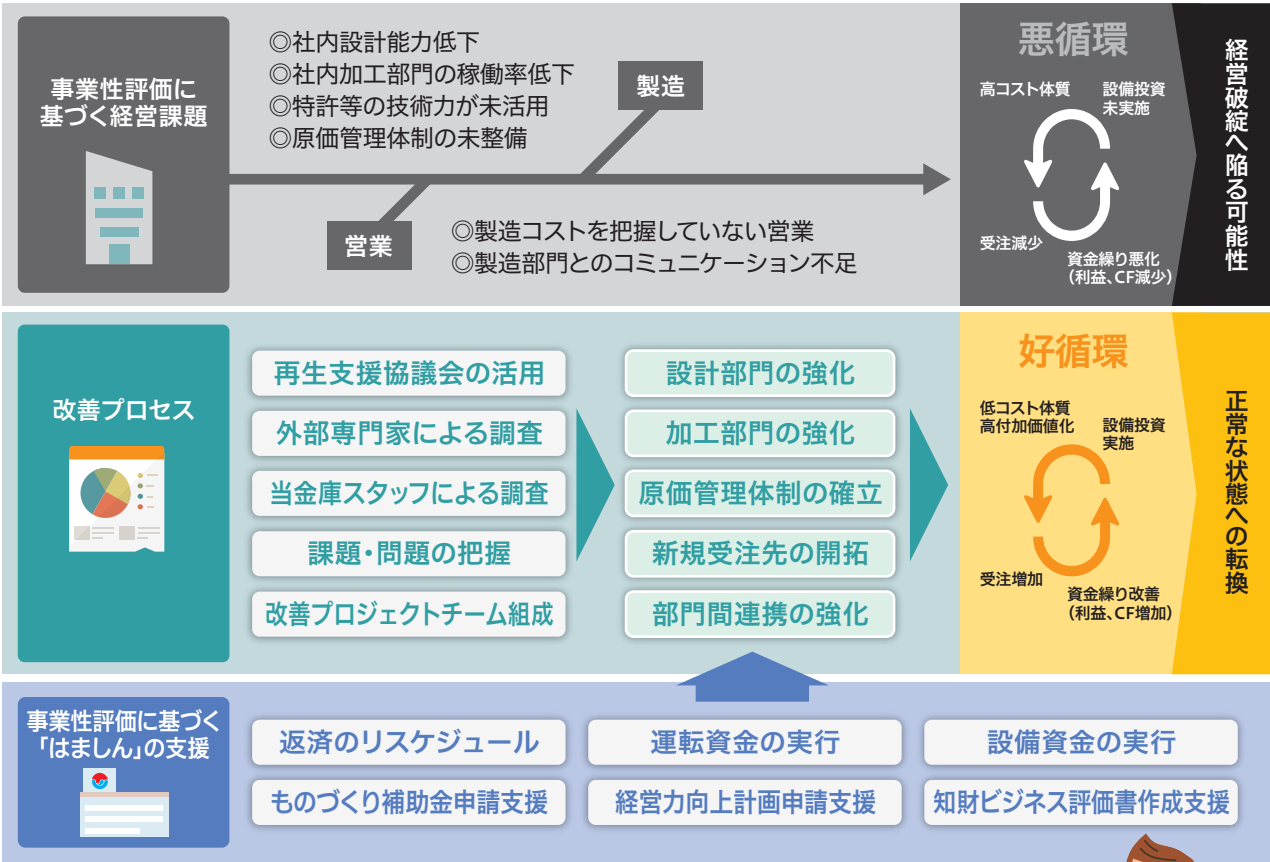 事業性評価に
基づく経営課題
◎社内設計能力低下
◎社内加工部門の稼働率低下
◎特許等の技術力が未活用
◎原価管理体制の未整備
製造
営業
◎製造コストを把握していない営業
◎製造部門とのコミュニケーション不足
悪循環
高コスト体質
設備投資
未実施
受注減少
資金繰り悪化
(利益、CF減少)
経営破綻へ陥る可能性
改善プロセス
再生支援協議会の活用
外部専門家による調査
当金庫スタッフによる調査
課題・問題の把握
改善プロジェクトチーム組成
設計部門の強化
加工部門の強化
原価管理体制の確立
新規受注先の開拓
部門間連携の強化
好循環
低コスト体質
高付加価値化
設備投資
実施
受注増加
資金繰り改善
(利益、CF増加)
正常な状態への転換
事業性評価に基づく
「はましん」の支援
返済のリスケジュール
運転資金の実行
設備資金の実行
ものづくり補助金申請支援
経営力向上計画申請支援
知財ビジネス評価書作成支援